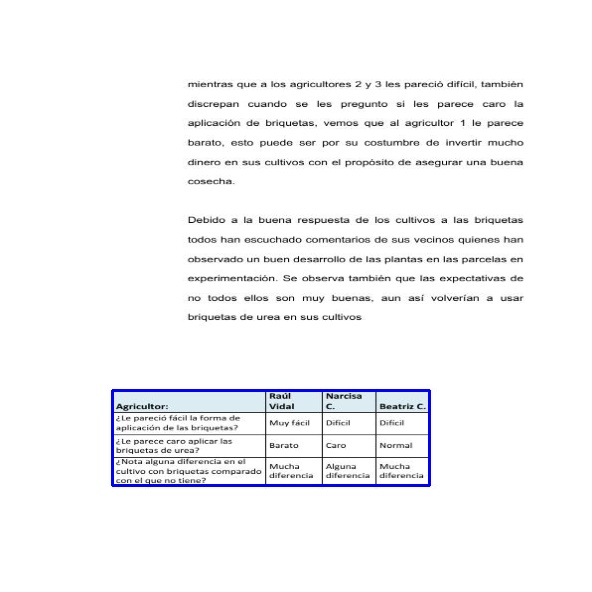 mientras que a los agricultores 2 y 3 les pareció difícil, también
discrepan cuando se les pregunto si les parece caro la
aplicación de briquetas, vemos que al agricultor 1 le parece
barato, esto puede ser por su costumbre de invertir mucho
dinero en sus cultivos con el propósito de asegurar una buena
cosecha.
Debido a la buena respuesta de los cultivos a las briquetas
todos han escuchado comentarios de sus vecinos quienes han
observado un buen desarrollo de las plantas en las parcelas en
experimentación. Se observa también que las expectativas de
no todos ellos son muy buenas, aun así volverían a usar
briquetas de urea en sus cultivos
Agricultor: Raúl Vidal Narcisa C. Beatriz C.
¿Le pareció fácil la forma de
aplicación de las briquetas? Muy fácil Difícil Difícil
¿Le parece caro aplicar las
briquetas de urea? Barato Caro Normal
¿Nota alguna diferencia en el
cultivo con briquetas comparado
con el que no tiene? Mucha diferencia Alguna diferencia Mucha diferencia